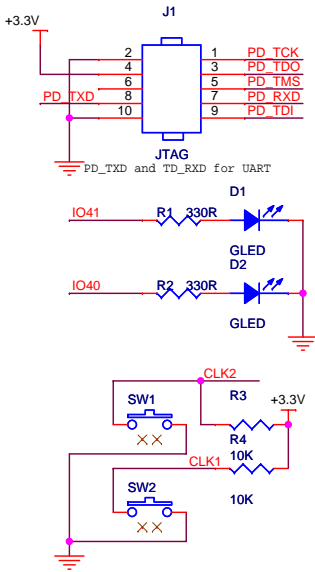 J1
+3.3V
2 1 PD_TCK
4 3 PD_TDO
6 5 PD_TMS
PD_TXD 8 7 PD_RXD
10 9 PD_TDI
JTAG
PD_TXD and TD_RXD for UART
D1
IO41 R1 330R
GLED
D2
IO40 R2 330R
GLED
CLK2
SW1 R3 +3.3V
R4
CLK1 10K
SW2 10K